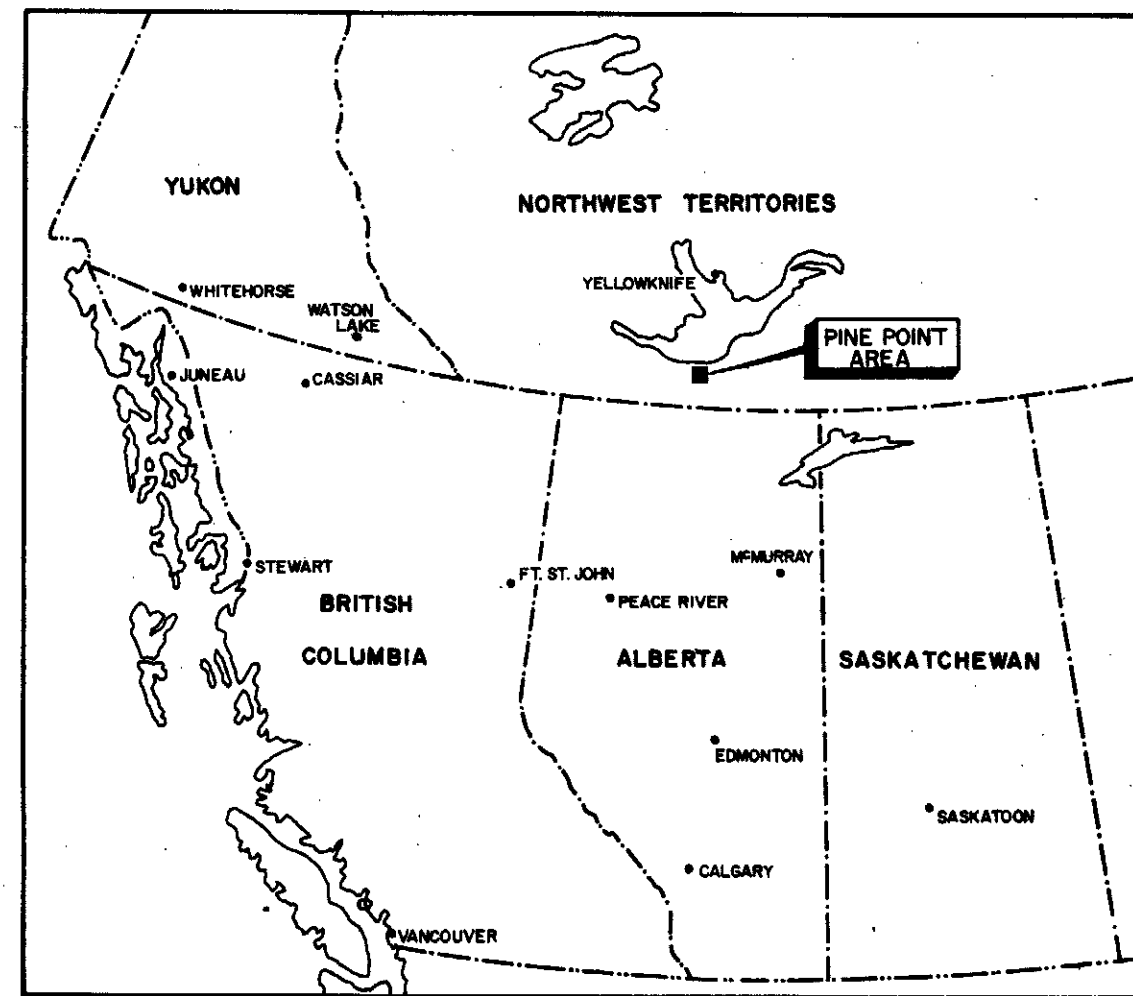 YUKON
NORTHWEST TERRITORIES
YELLOWKNIFE
WHITEHORSE
WATSON
LAKE
PINE POINT
AREA
JUNEAU
CASSIAR
STEWART
FT. ST. JOHN
McMURRAY
PEACE RIVER
BRITISH
COLUMBIA
ALBERTA
SASKATCHEWAN
EDMONTON
SASKATOON
CALGARY
VANCOUVER